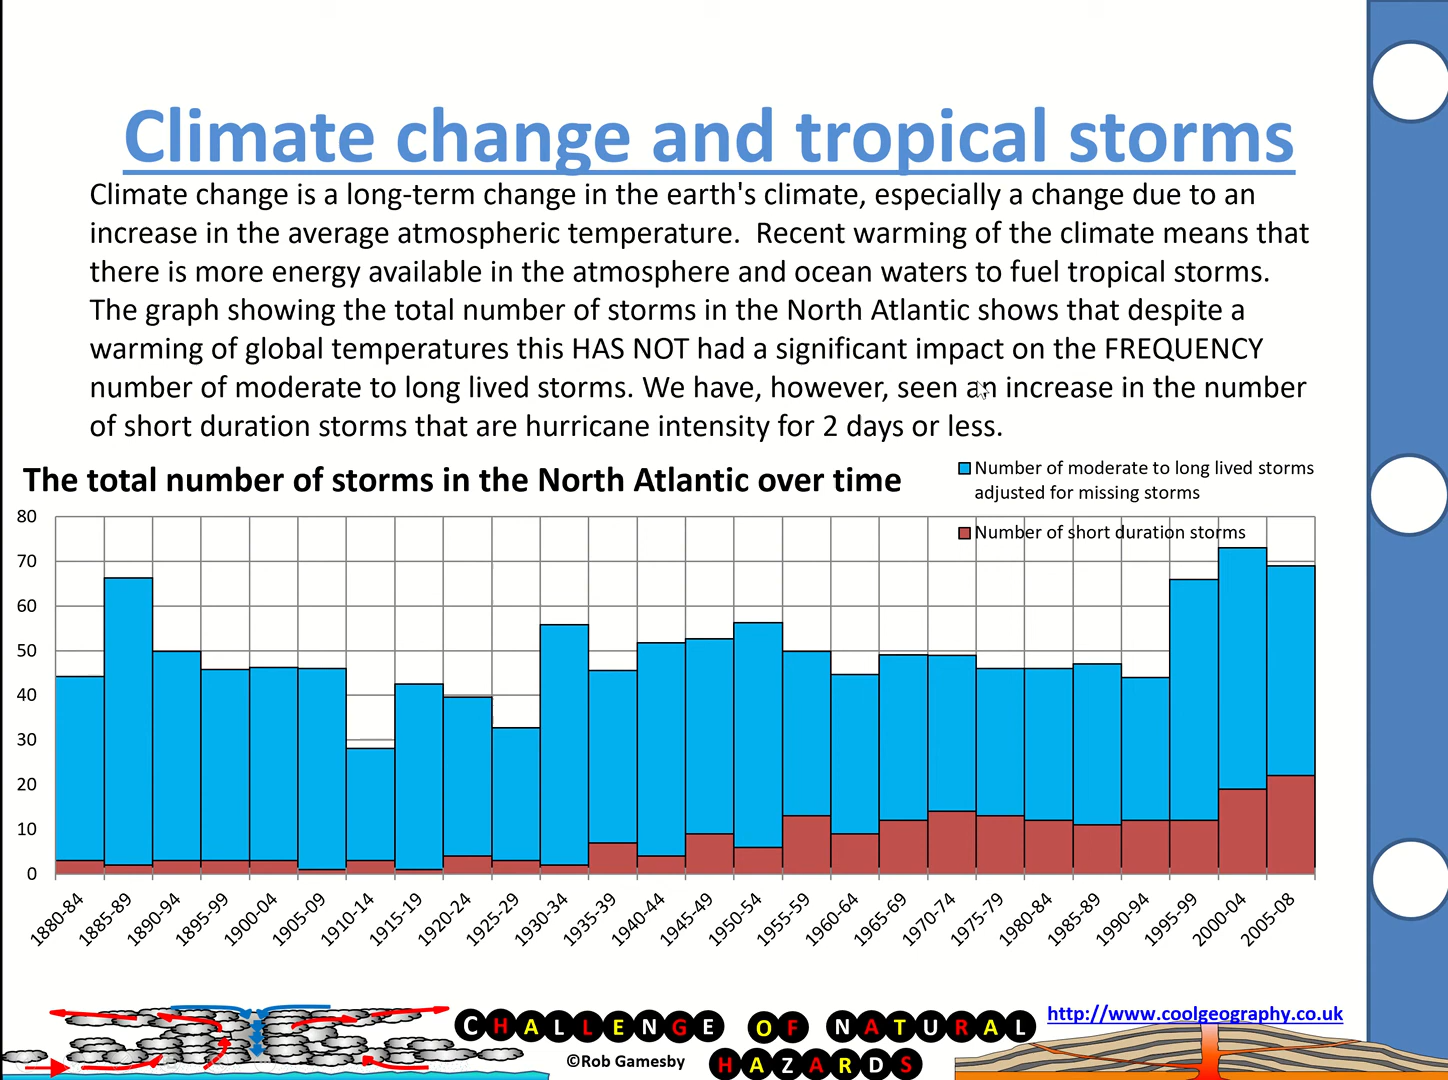 Climate change and tropical storms
Climate change is a long-term change in the earth's climate, especially a change due to an
increase in the average atmospheric temperature.  Recent warming of the climate means that
there is more energy available in the atmosphere and ocean waters to fuel tropical storms.
The graph showing the total number of storms in the North Atlantic shows that despite a
warming of global temperatures this HAS NOT had a significant impact on the FREQUENCY
number of moderate to long lived storms. We have, however, seen an increase in the number
of short duration storms that are hurricane intensity for 2 days or less.
The total number of storms in the North Atlantic over time
Number of moderate to long lived storms
adjusted for missing storms
Number of short duration storms
80
70
60
50
40
30
20
10
0
1880-84
1885-89
1890-94
1895-99
1900-04
1905-09
1910-14
1915-19
1920-24
1925-29
1930-34
1935-39
1940-44
1945-49
1950-54
1955-59
1960-64
1965-69
1970-74
1975-79
1980-84
1985-89
1990-94
1995-99
2000-04
2005-08
CHALLENGE OF NATURAL
HAZARDS
©Rob Gamesby
http://www.coolgeography.co.uk